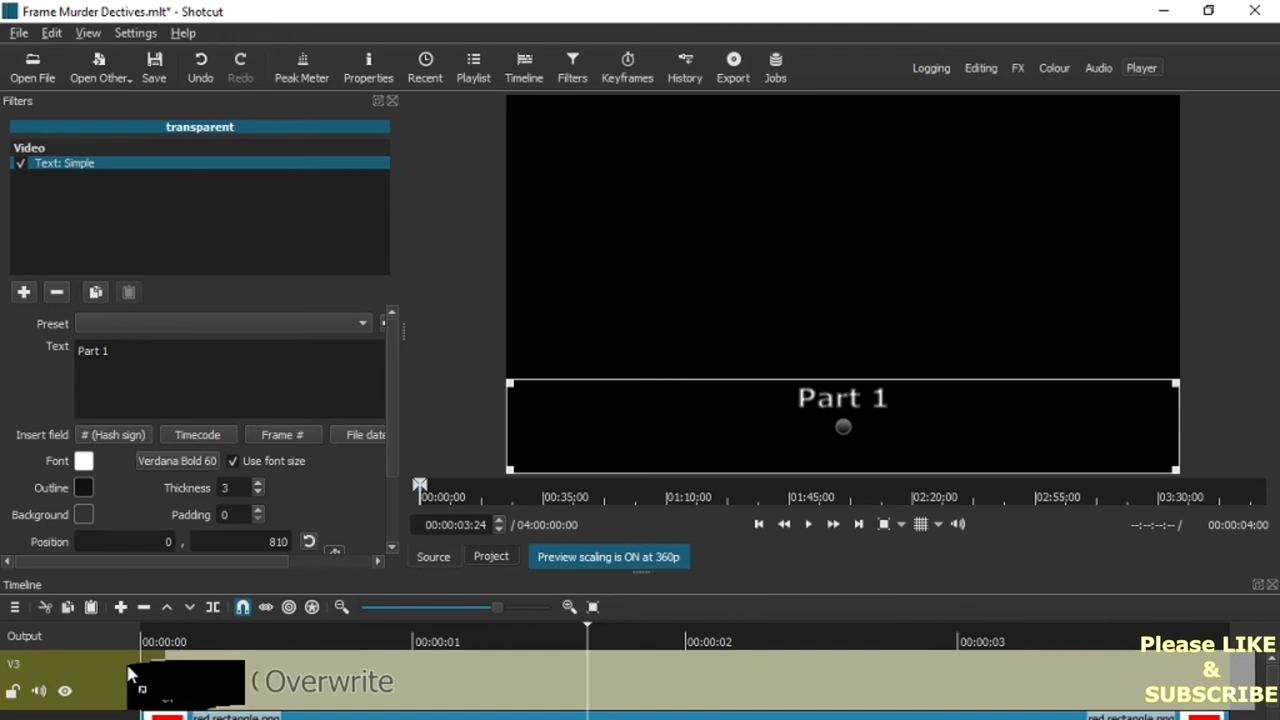 Frame Murder Dectives.mlt* - Shotcut
File Edit View Settings Help
Open File Open Other... Save Undo Redo Peak Meter Properties Recent Playlist Timeline Filters Keyframes History Export Jobs
Logging Editing FX Colour Audio Player
Filters
transparent
Video
Text: Simple
Preset
Text
Part 1
Insert field # (Hash sign) Timecode Frame # File date
Font Verdana Bold 60 Use font size
Outline Thickness 3
Background Padding 0
Position 0 , 810
Part 1
00:00;00 00:35;00 01:10;00 01:45;00 02:20;00 02:55;00 03:30;00
00:00:03:24 / 04:00:00:00 --:--:--:-- / 00:00:04:00
Source Project Preview scaling is ON at 360p
Timeline
Output
00:00:00 00:00:01 00:00:02 00:00:03
V3
Overwrite
red rectangle.png red rectangle.png
Please LIKE
&
SUBSCRIBE